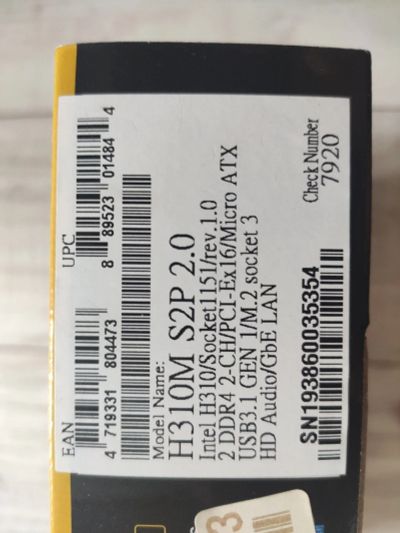 EAN
4 719331 804473
UPC
8 89523 01484 4
Model Name:
H310M S2P 2.0
Intel H310/Socket1151/rev.1.0
2 DDR4 2-CH/PCI-Ex16/Micro ATX
USB3.1 GEN 1/M.2 socket 3
HD Audio/GbE LAN
Check Number
7920
SN193860035354
3